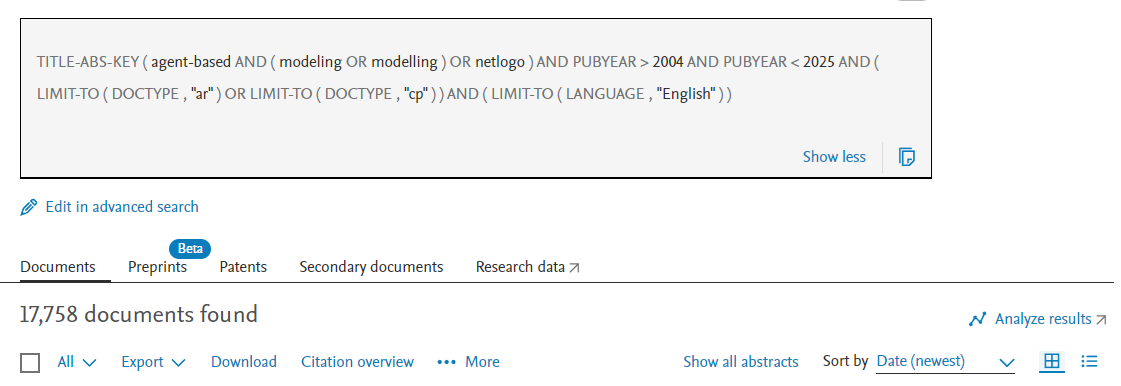 TITLE-ABS-KEY ( agent-based AND ( modeling OR modelling ) OR netlogo ) AND PUBYEAR > 2004 AND PUBYEAR < 2025 AND (
LIMIT-TO ( DOCTYPE , "ar" ) OR LIMIT-TO ( DOCTYPE , "cp" ) ) AND ( LIMIT-TO ( LANGUAGE , "English" ) )
Show less
Edit in advanced search
Beta
Documents Preprints Patents Secondary documents Research data
17,758 documents found
Analyze results
All Export Download Citation overview More Show all abstracts Sort by Date (newest)